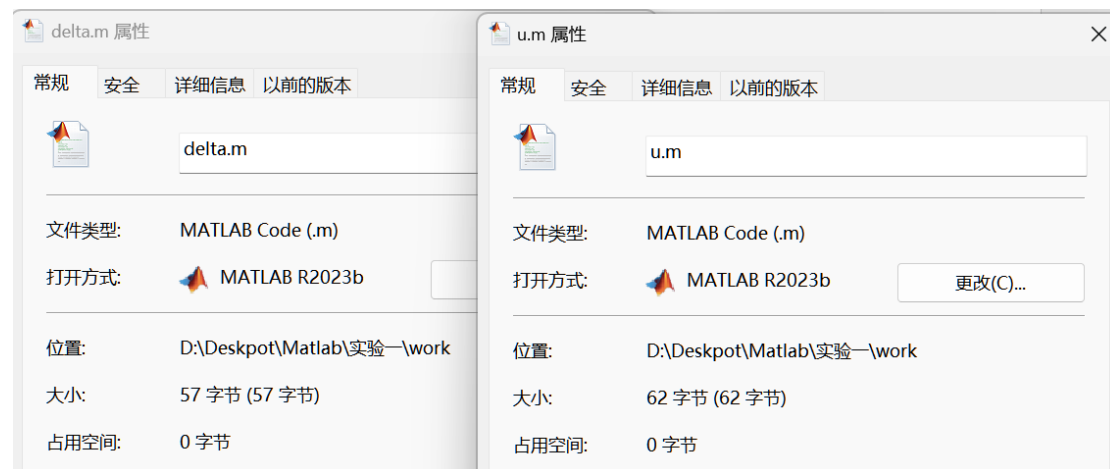 delta.m 属性
常规 安全 详细信息 以前的版本
delta.m
文件类型: MATLAB Code (.m)
打开方式: MATLAB R2023b
位置: D:\Deskpot\Matlab\实验一\work
大小: 57 字节 (57 字节)
占用空间: 0 字节
u.m 属性
常规 安全 详细信息 以前的版本
u.m
文件类型: MATLAB Code (.m)
打开方式: MATLAB R2023b 更改(C)...
位置: D:\Deskpot\Matlab\实验一\work
大小: 62 字节 (62 字节)
占用空间: 0 字节